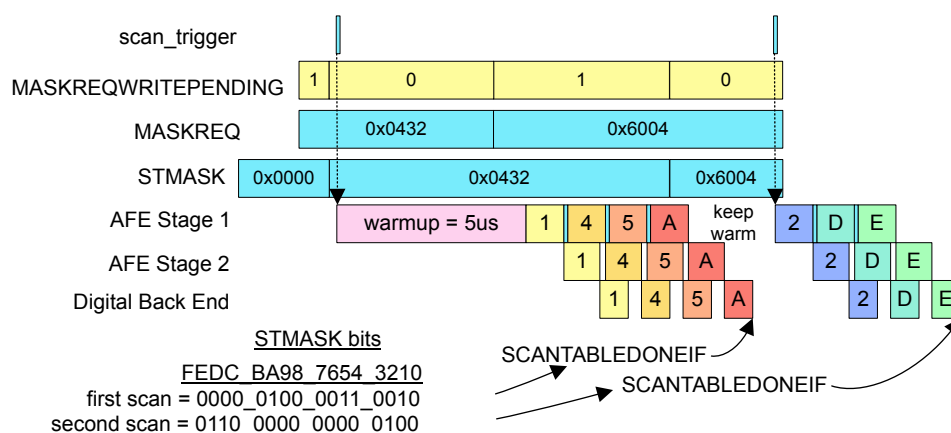 scan_trigger
MASKREQWRITEPENDING 1 0 1 0
MASKREQ 0x0432 0x6004
STMASK 0x0000 0x0432 0x6004
AFE Stage 1 warmup = 5us 1 4 5 A keep warm 2 D E
AFE Stage 2 1 4 5 A 2 D E
Digital Back End 1 4 5 A 2 D E
STMASK bits
SCANTABLEDONEIF
FEDC_BA98_7654_3210
SCANTABLEDONEIF
first scan = 0000_0100_0011_0010
second scan = 0110_0000_0000_0100